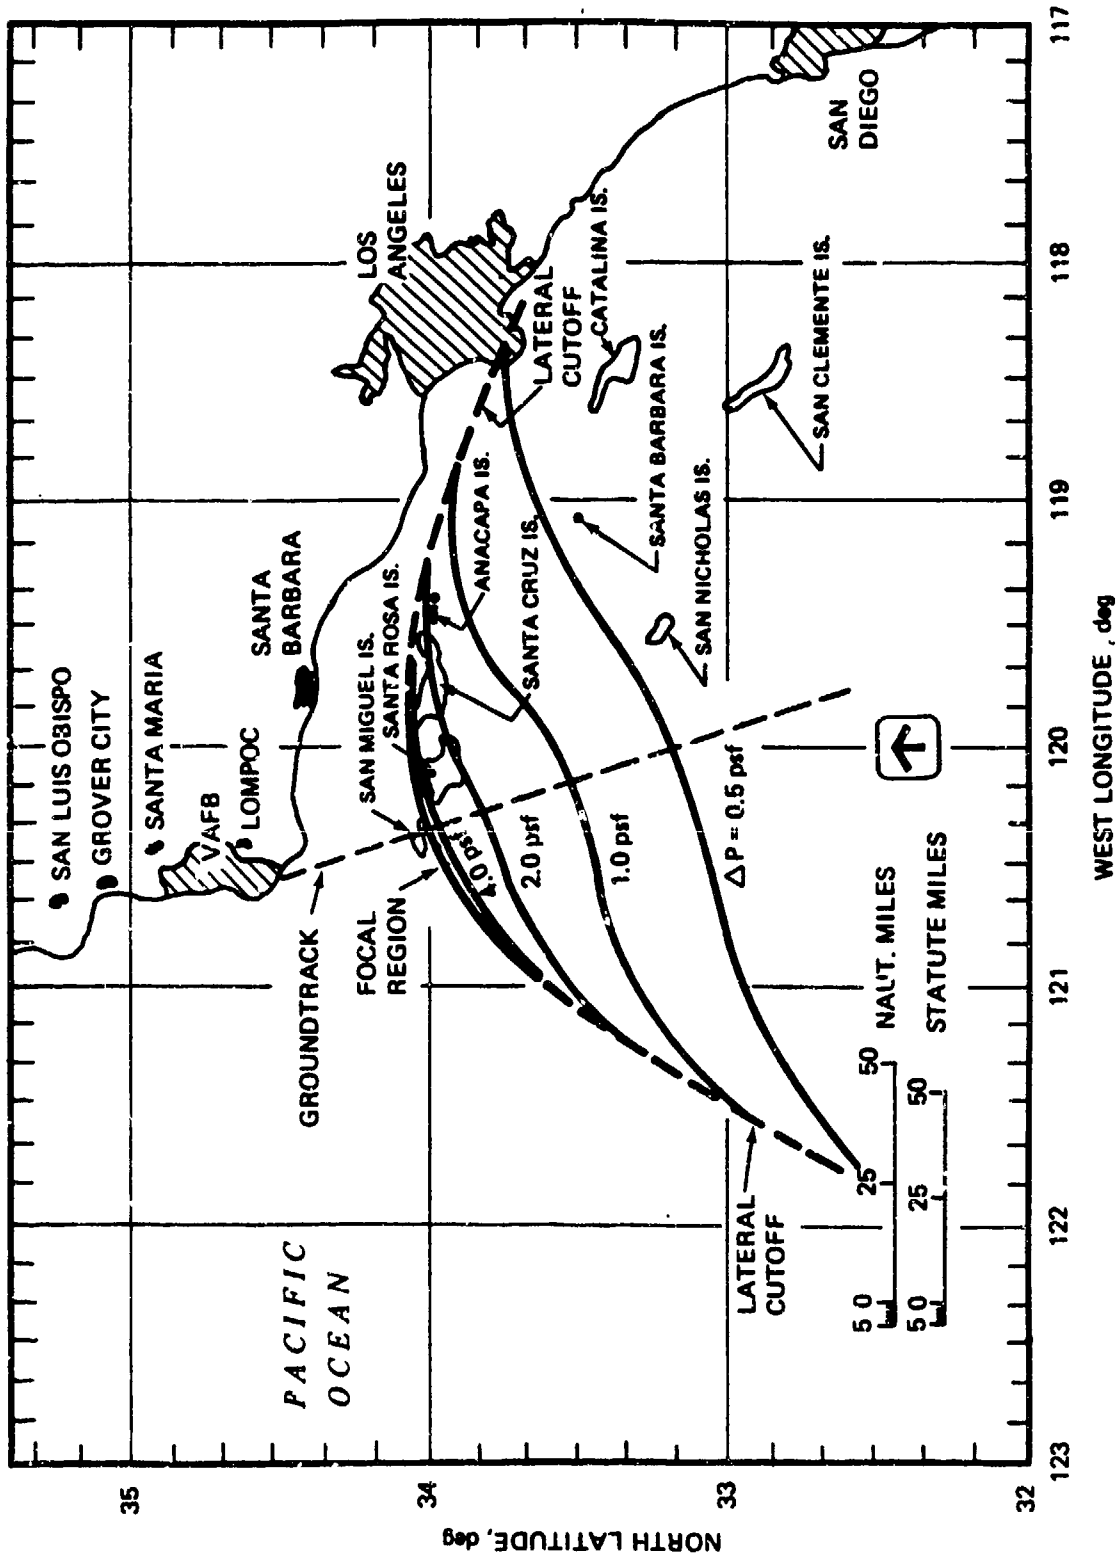 SAN LUIS OBISPO
GROVER CITY
SANTA MARIA
VAFB
LOMPOC
SANTA
BARBARA
LOS
ANGELES
SAN
DIEGO
PACIFIC
OCEAN
GROUNDTRACK
FOCAL
REGION
SAN MIGUEL IS.
SANTA ROSA IS.
ANACAPA IS.
SANTA CRUZ IS.
LATERAL
CUTOFF
CATALINA IS.
SANTA BARBARA IS.
SAN NICHOLAS IS.
SAN CLEMENTE IS.
4.0 psf
2.0 psf
1.0 psf
ΔP = 0.5 psf
LATERAL
CUTOFF
5 0 25 50 NAUT. MILES
5 0 25 50 STATUTE MILES
35
34
33
32
NORTH LATITUDE, deg
123 122 121 120 119 118 117
WEST LONGITUDE, deg